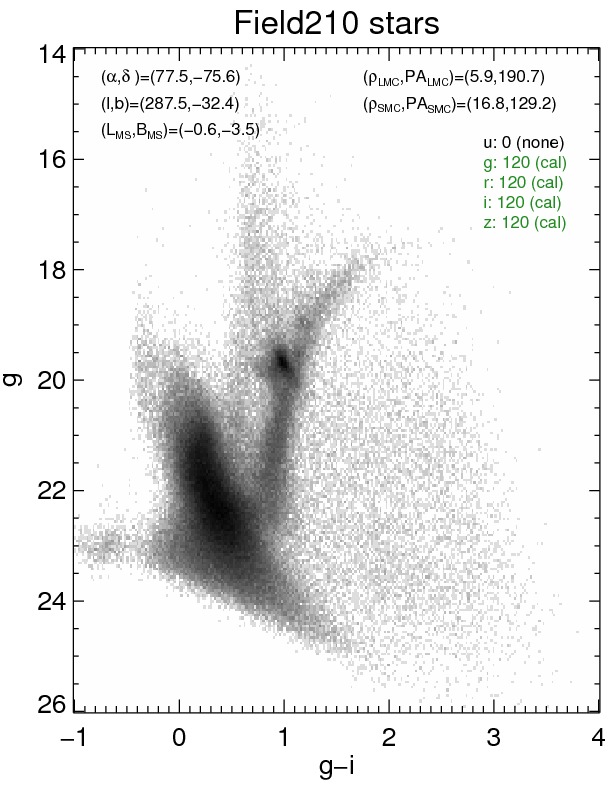 Field210 stars
(α,δ )=(77.5,−75.6)
(ρLMC,PALMC)=(5.9,190.7)
(l,b)=(287.5,−32.4)
(ρSMC,PASMC)=(16.8,129.2)
(LMS,BMS)=(−0.6,−3.5)
u: 0 (none)
g: 120 (cal)
r: 120 (cal)
i: 120 (cal)
z: 120 (cal)
14
16
18
20
22
24
26
g
−1 0 1 2 3 4
g−i